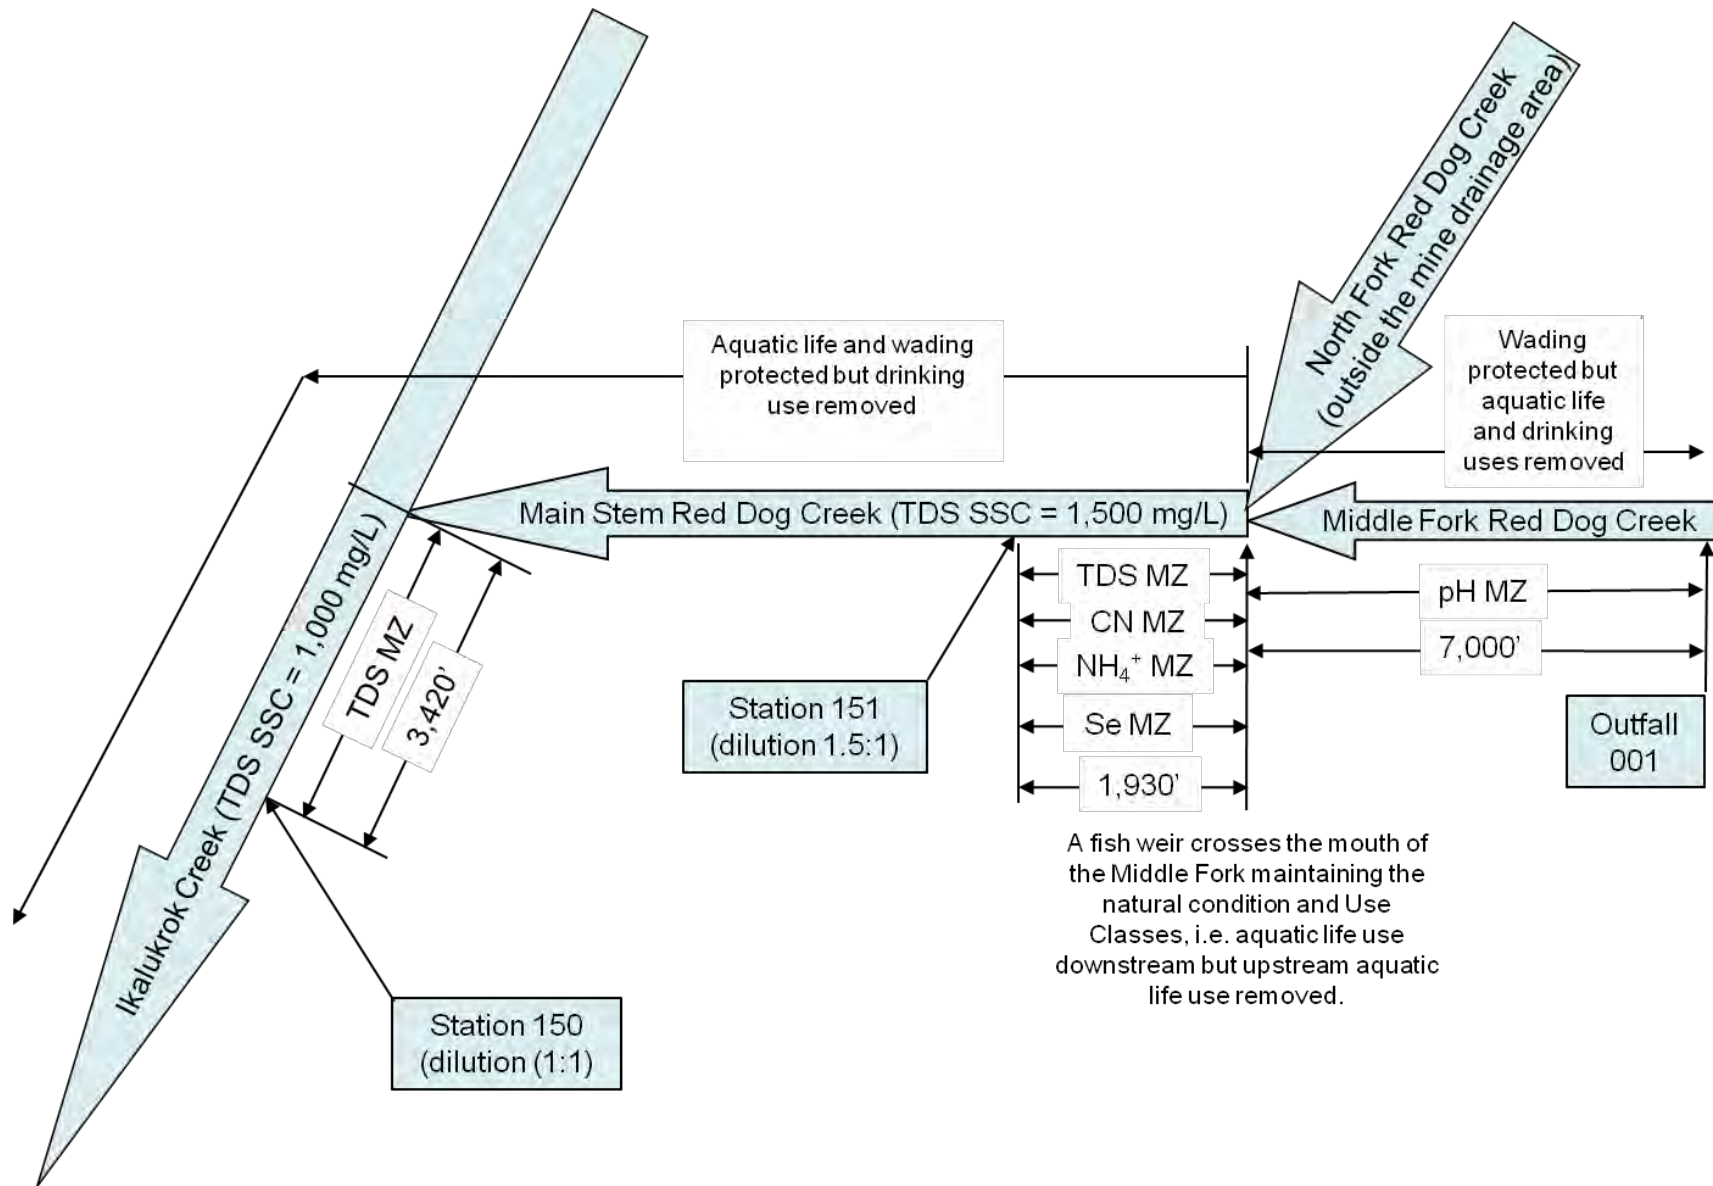 North Fork Red Dog Creek
(outside the mine drainage area)
Aquatic life and wading
protected but drinking
use removed
Wading
protected but
aquatic life
and drinking
uses removed
Main Stem Red Dog Creek (TDS SSC = 1,500 mg/L)
Middle Fork Red Dog Creek
Ikalukrok Creek (TDS SSC = 1,000 mg/L)
TDS MZ
3,420’
TDS MZ
CN MZ
NH₄⁺ MZ
Se MZ
1,930’
pH MZ
7,000’
Station 151
(dilution 1.5:1)
Outfall
001
A fish weir crosses the mouth of
the Middle Fork maintaining the
natural condition and Use
Classes, i.e. aquatic life use
downstream but upstream aquatic
life use removed.
Station 150
(dilution (1:1)